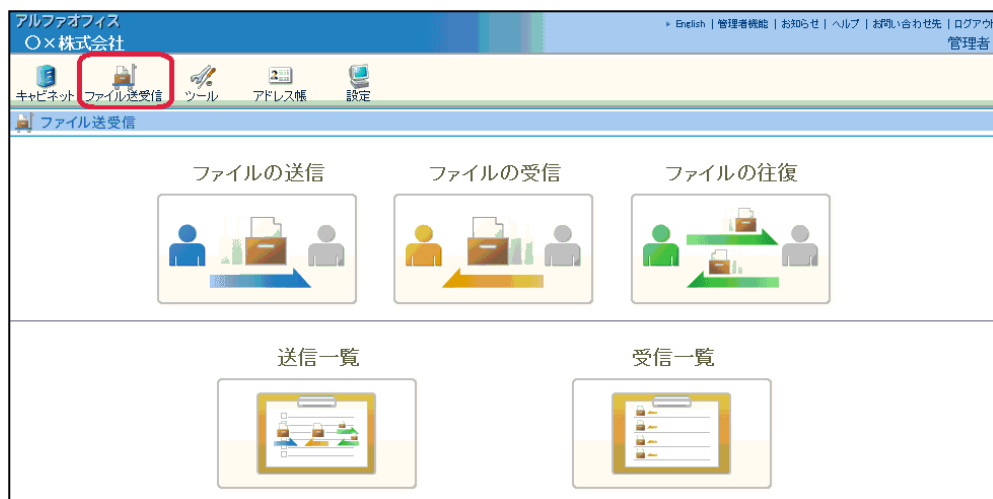 アルファオフィス
○×株式会社
English | 管理者機能 | お知らせ | ヘルプ | お問い合わせ先 | ログアウ
管理者
キャビネット ファイル送受信 ツール アドレス帳 設定
ファイル送受信
ファイルの送信 ファイルの受信 ファイルの往復
送信一覧 受信一覧